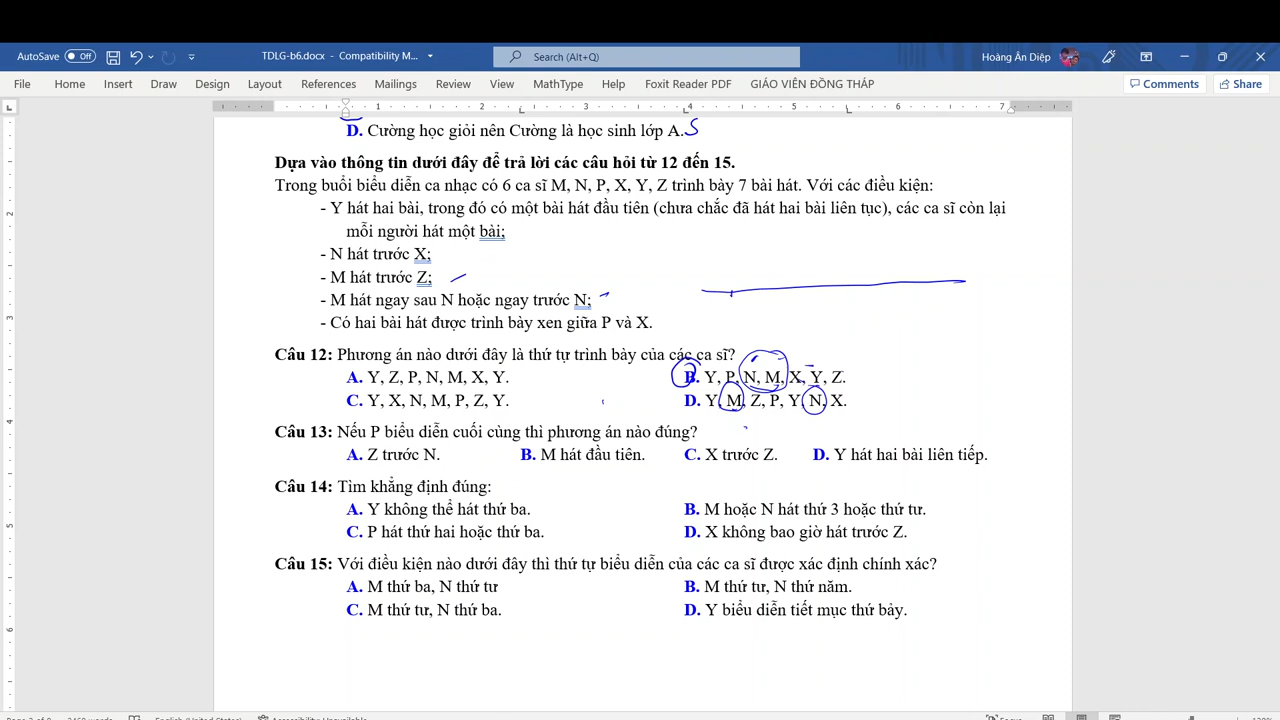 AutoSave Off TDLG-b6.docx - Compatibility M... Search (Alt+Q) Hoàng Ân Diệp
File Home Insert Draw Design Layout References Mailings Review View MathType Help Foxit Reader PDF GIÁO VIÊN ĐỒNG THÁP Comments Share
1 2 3 4 5 6 7
D. Cường học giỏi nên Cường là học sinh lớp A. S
Dựa vào thông tin dưới đây để trả lời các câu hỏi từ 12 đến 15.
Trong buổi biểu diễn ca nhạc có 6 ca sĩ M, N, P, X, Y, Z trình bày 7 bài hát. Với các điều kiện:
- Y hát hai bài, trong đó có một bài hát đầu tiên (chưa chắc đã hát hai bài liên tục), các ca sĩ còn lại
mỗi người hát một bài;
- N hát trước X;
- M hát trước Z;
- M hát ngay sau N hoặc ngay trước N;
- Có hai bài hát được trình bày xen giữa P và X.
Câu 12: Phương án nào dưới đây là thứ tự trình bày của các ca sĩ?
A. Y, Z, P, N, M, X, Y. B. Y, P, N, M, X, Y, Z.
C. Y, X, N, M, P, Z, Y. D. Y, M, Z, P, Y, N, X.
Câu 13: Nếu P biểu diễn cuối cùng thì phương án nào đúng?
A. Z trước N. B. M hát đầu tiên. C. X trước Z. D. Y hát hai bài liên tiếp.
Câu 14: Tìm khẳng định đúng:
A. Y không thể hát thứ ba. B. M hoặc N hát thứ 3 hoặc thứ tư.
C. P hát thứ hai hoặc thứ ba. D. X không bao giờ hát trước Z.
Câu 15: Với điều kiện nào dưới đây thì thứ tự biểu diễn của các ca sĩ được xác định chính xác?
A. M thứ ba, N thứ tư B. M thứ tư, N thứ năm.
C. M thứ tư, N thứ ba. D. Y biểu diễn tiết mục thứ bảy.